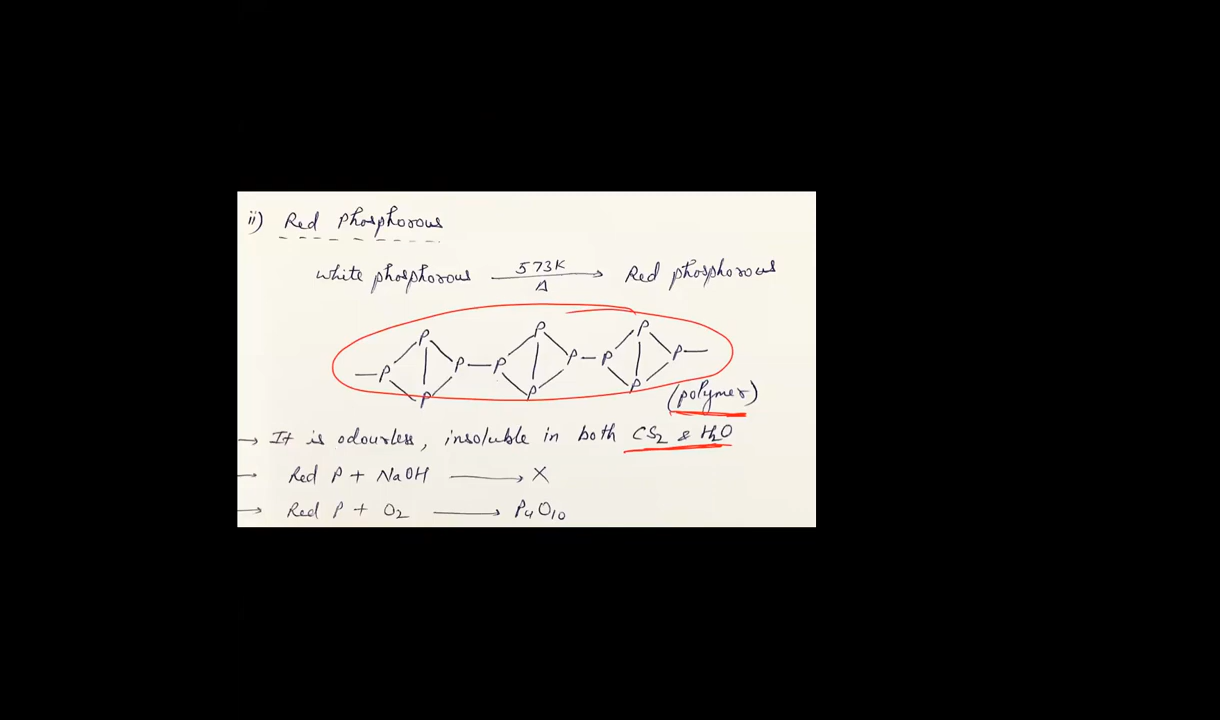 ii) Red phosphorous
white phosphorous 573K Δ → Red phosphorous
P P P
—P P—P P—P P—
P P P
(polymer)
→ It is odourless, insoluble in both CS₂ & H₂O
→ Red P + NaOH → X
→ Red P + O₂ → P₄O₁₀